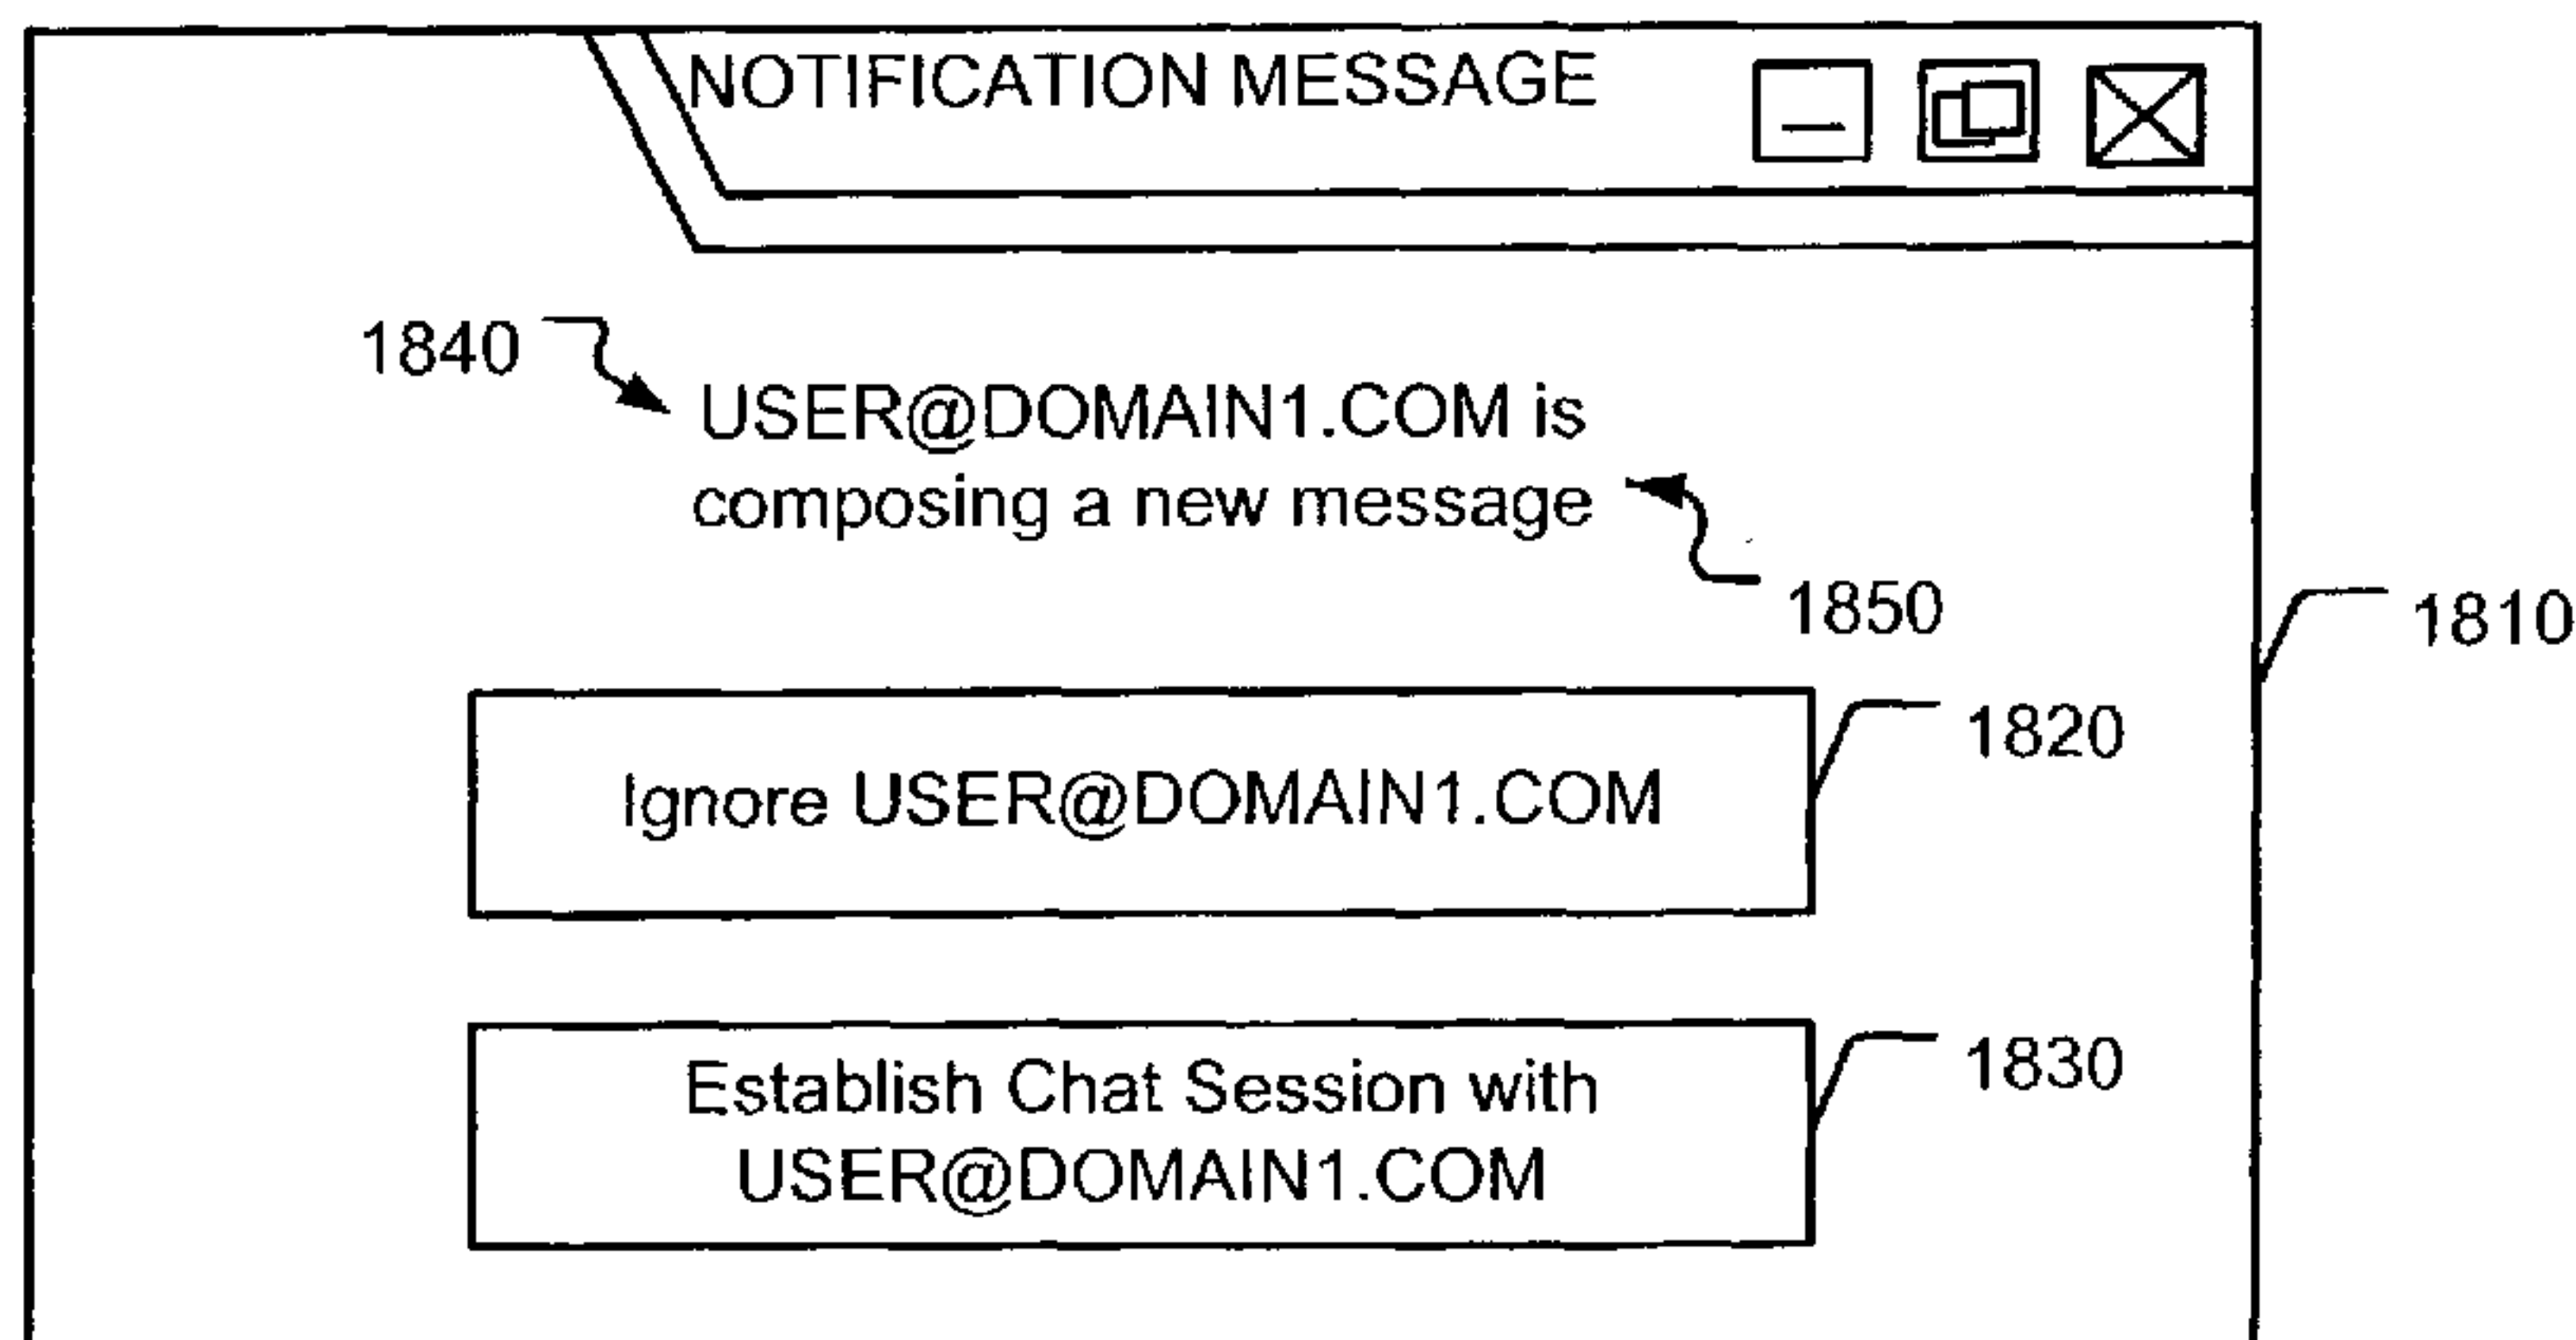 NOTIFICATION MESSAGE
1840
USER@DOMAIN1.COM is
composing a new message
1850
1810
1820
Ignore USER@DOMAIN1.COM
1830
Establish Chat Session with
USER@DOMAIN1.COM